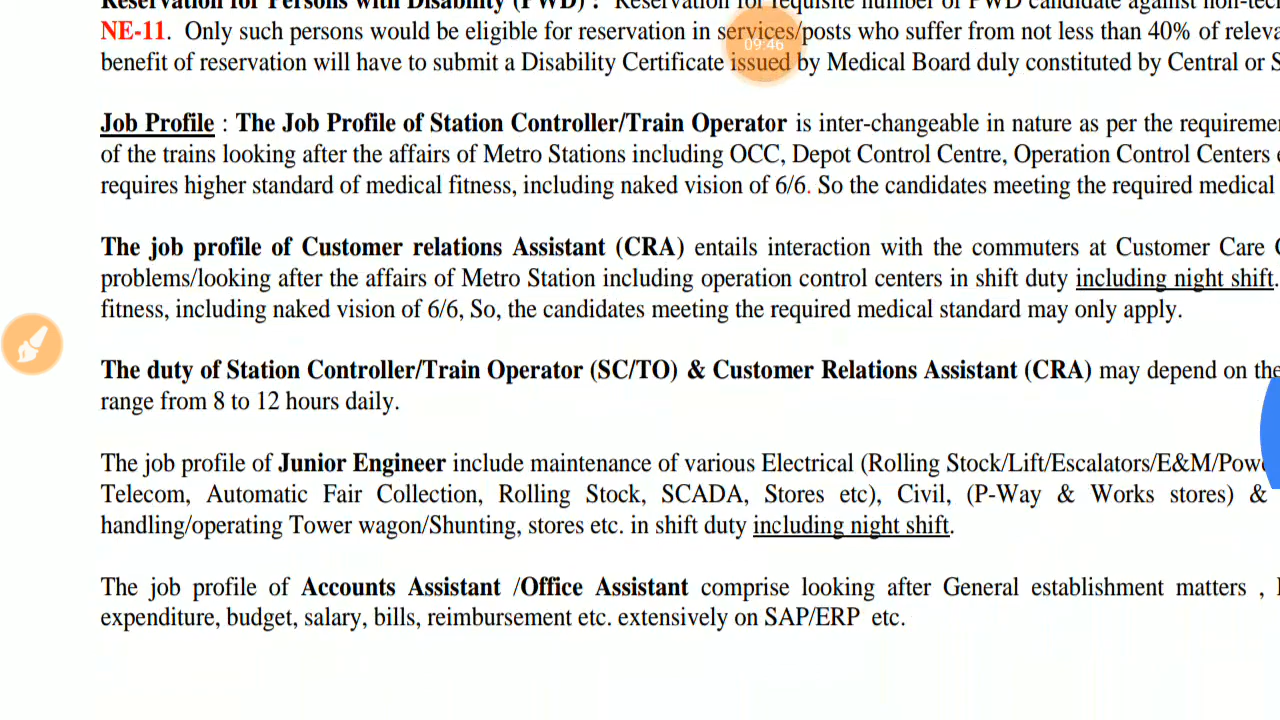 Reservation for Persons with Disability (PWD) : Reservation for requisite number of PWD candidate against
NE-11. Only such persons would be eligible for reservation in services/posts who suffer from not less than 40% of
09:46
benefit of reservation will have to submit a Disability Certificate issued by Medical Board duly constituted by Central or
Job Profile : The Job Profile of Station Controller/Train Operator is inter-changeable in nature as per the
of the trains looking after the affairs of Metro Stations including OCC, Depot Control Centre, Operation Control Centers
requires higher standard of medical fitness, including naked vision of 6/6. So the candidates meeting the required medical
The job profile of Customer relations Assistant (CRA) entails interaction with the commuters at Customer Care
problems/looking after the affairs of Metro Station including operation control centers in shift duty including night shift.
fitness, including naked vision of 6/6, So, the candidates meeting the required medical standard may only apply.
The duty of Station Controller/Train Operator (SC/TO) & Customer Relations Assistant (CRA) may depend on the
range from 8 to 12 hours daily.
The job profile of Junior Engineer include maintenance of various Electrical (Rolling Stock/Lift/Escalators/E&M/
Telecom, Automatic Fair Collection, Rolling Stock, SCADA, Stores etc), Civil, (P-Way & Works stores) &
handling/operating Tower wagon/Shunting, stores etc. in shift duty including night shift.
The job profile of Accounts Assistant /Office Assistant comprise looking after General establishment matters ,
expenditure, budget, salary, bills, reimbursement etc. extensively on SAP/ERP etc.